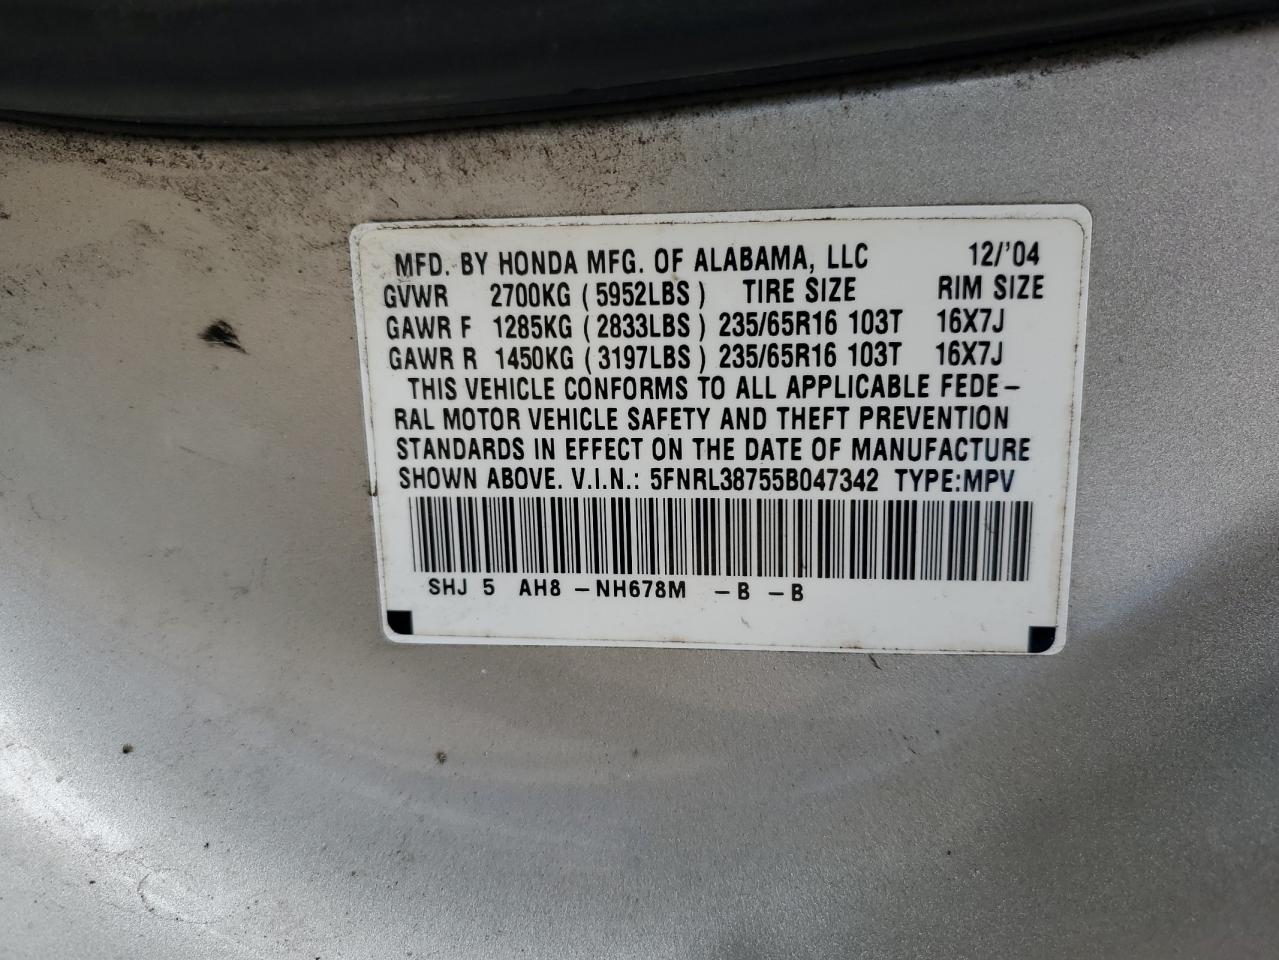 MFD. BY HONDA MFG. OF ALABAMA, LLC 12/'04
GVWR 2700KG (5952LBS) TIRE SIZE RIM SIZE
GAWR F 1285KG (2833LBS) 235/65R16 103T 16X7J
GAWR R 1450KG (3197LBS) 235/65R16 103T 16X7J
THIS VEHICLE CONFORMS TO ALL APPLICABLE FEDE-
RAL MOTOR VEHICLE SAFETY AND THEFT PREVENTION
STANDARDS IN EFFECT ON THE DATE OF MANUFACTURE
SHOWN ABOVE. V.I.N.: 5FNRL38755B047342 TYPE:MPV
SHJ 5 AH8 -NH678M -B -B